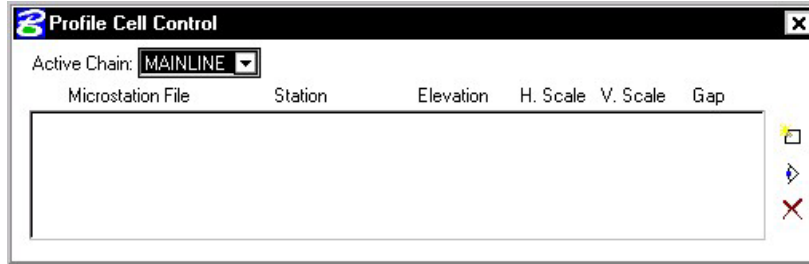 Profile Cell Control
Active Chain: MAINLINE
Microstation File Station Elevation H. Scale V. Scale Gap